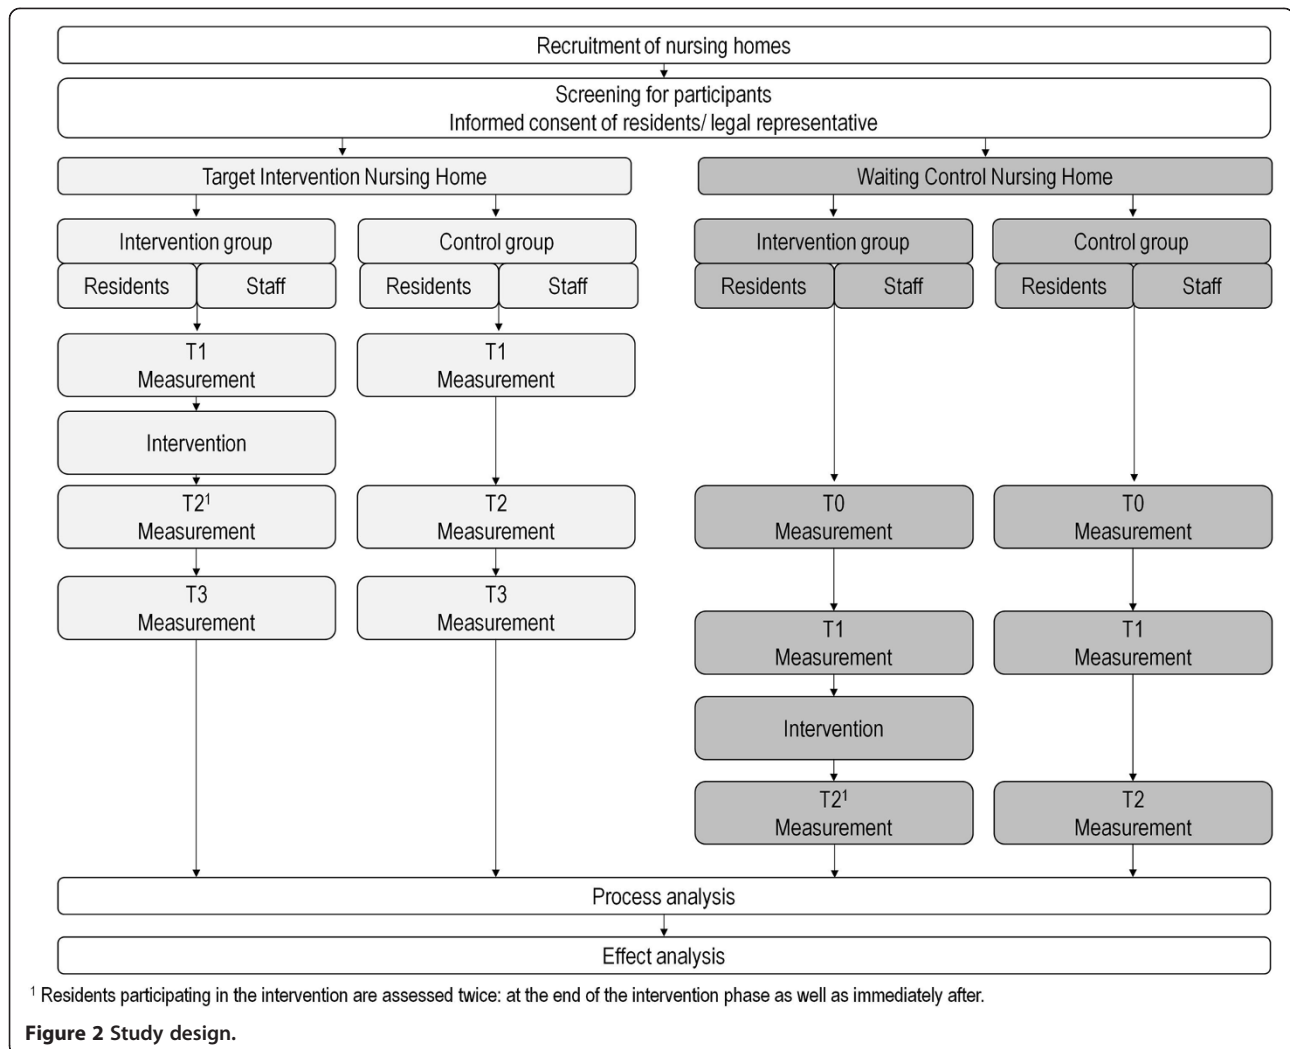 Recruitment of nursing homes
Screening for participants
Informed consent of residents/ legal representative
Target Intervention Nursing Home
Waiting Control Nursing Home
Intervention group
Control group
Intervention group
Control group
Residents
Staff
Residents
Staff
Residents
Staff
Residents
Staff
T1
Measurement
T1
Measurement
Intervention
T2¹
Measurement
T2
Measurement
T0
Measurement
T0
Measurement
T3
Measurement
T3
Measurement
T1
Measurement
T1
Measurement
Intervention
T2¹
Measurement
T2
Measurement
Process analysis
Effect analysis
¹ Residents participating in the intervention are assessed twice: at the end of the intervention phase as well as immediately after.
Figure 2 Study design.